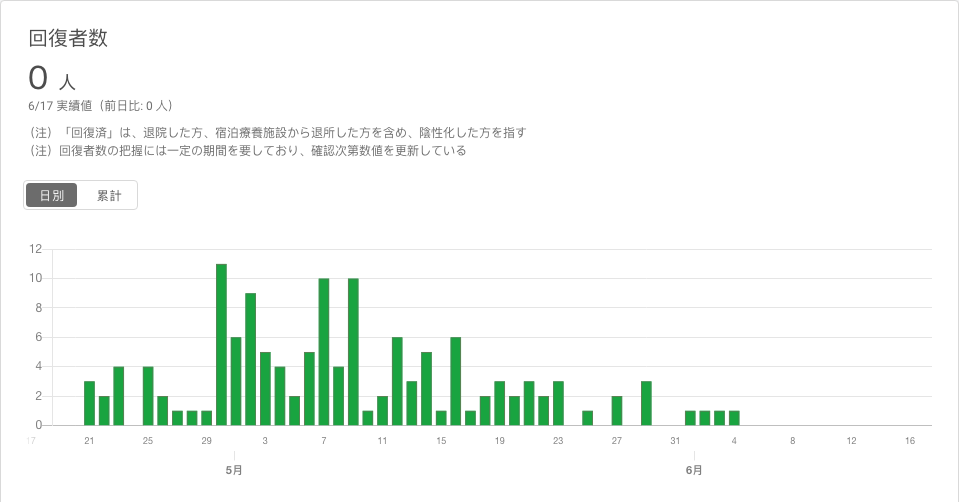 回復者数
0 人
6/17 実績値（前日比: 0 人）
（注）「回復済」は、退院した方、宿泊療養施設から退所した方を含め、陰性化した方を指す
（注）回復者数の把握には一定の期間を要しており、確認次第数値を更新している
日別 累計
12
10
8
6
4
2
0
17 21 25 29 3 7 11 15 19 23 27 31 4 8 12 16
5月 6月